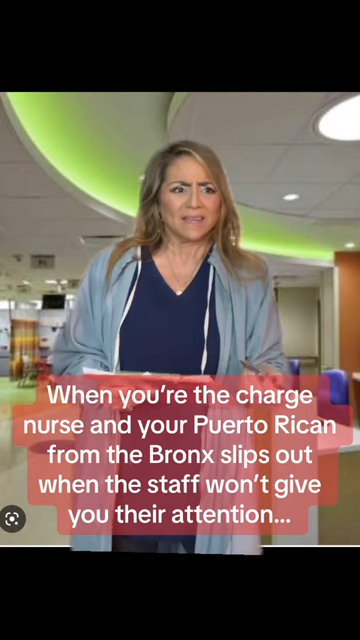 When you’re the charge
nurse and your Puerto Rican
from the Bronx slips out
when the staff won’t give
you their attention...